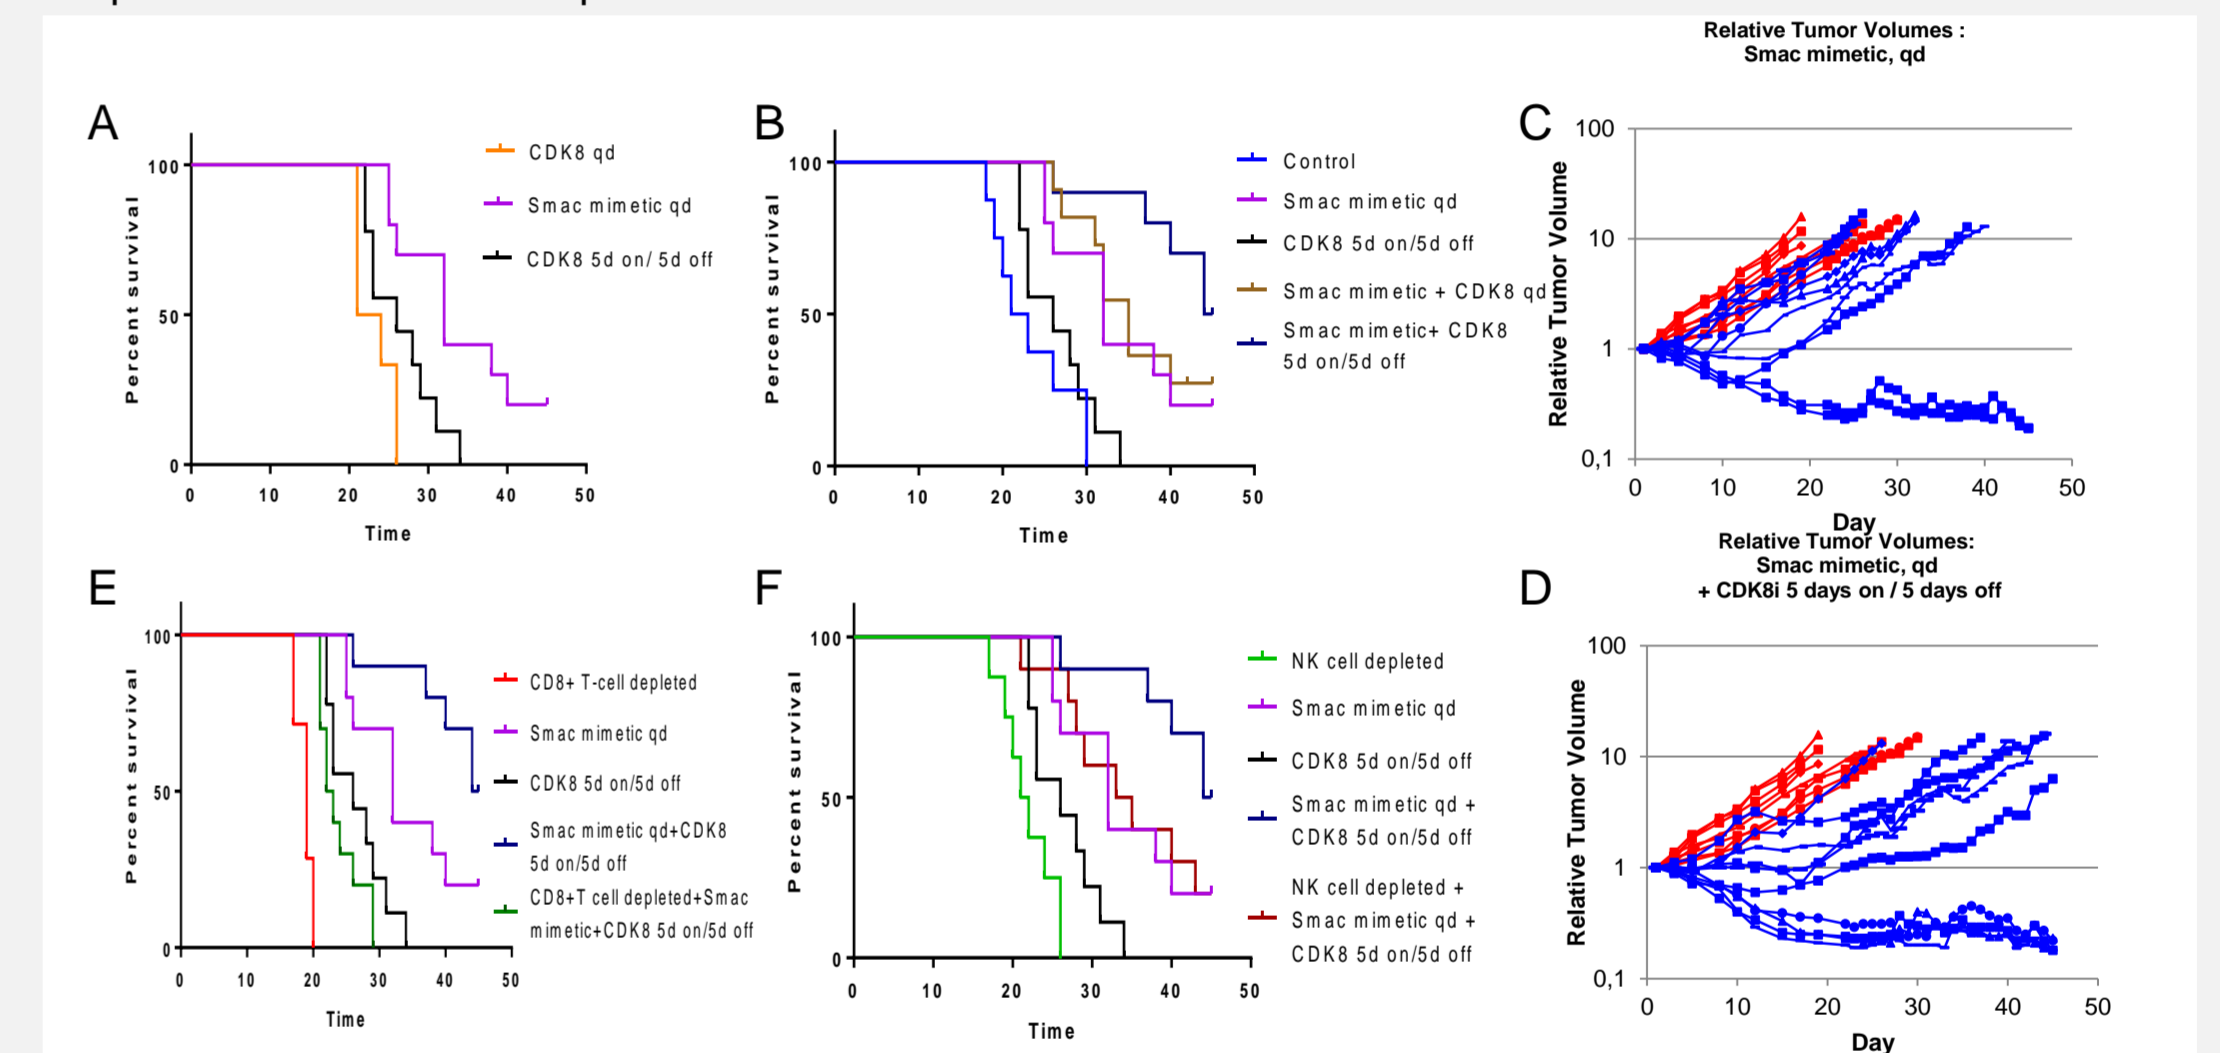 Relative Tumor Volumes :
Smac mimetic, qd
A
Percent survival
100
50
0
0 10 20 30 40 50
Time
CDK8 qd
Smac mimetic qd
CDK8 5d on/ 5d off
B
Percent survival
100
50
0
0 10 20 30 40 50
Time
Control
Smac mimetic qd
CDK8 5d on/5d off
Smac mimetic + CDK8 qd
Smac mimetic+ CDK8
5d on/5d off
C
Relative Tumor Volume
100
10
1
0,1
0 10 20 30 40 50
Day
E
Percent survival
100
50
0
0 10 20 30 40 50
Time
CD8+ T-cell depleted
Smac mimetic qd
CDK8 5d on/5d off
Smac mimetic qd+CDK8
5d on/5d off
CD8+T cell depleted+Smac
mimetic+CDK8 5d on/5d off
F
Percent survival
100
50
0
0 10 20 30 40 50
Time
NK cell depleted
Smac mimetic qd
CDK8 5d on/5d off
Smac mimetic qd +
CDK8 5d on/5d off
NK cell depleted +
Smac mimetic qd +
CDK8 5d on/5d off
D
Relative Tumor Volumes:
Smac mimetic, qd
+ CDK8i 5 days on / 5 days off
Relative Tumor Volume
100
10
1
0,1
0 10 20 30 40 50
Day